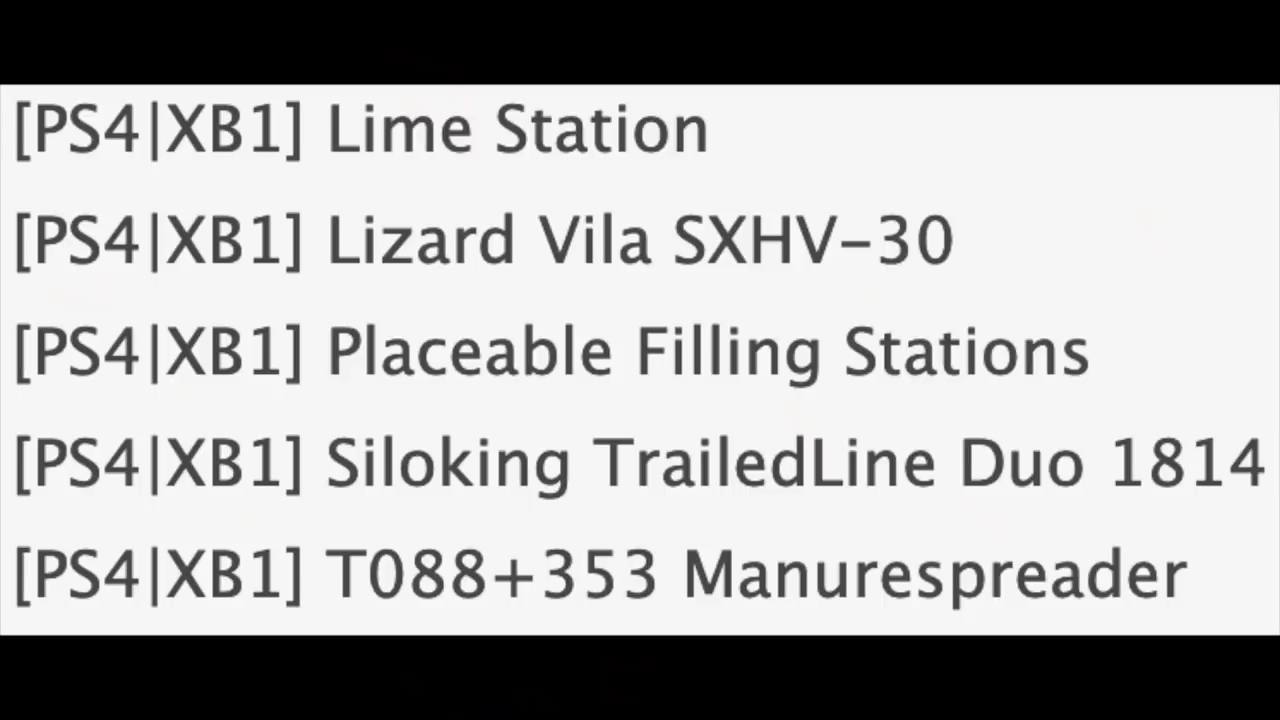 [PS4|XB1] Lime Station
[PS4|XB1] Lizard Vila SXHV-30
[PS4|XB1] Placeable Filling Stations
[PS4|XB1] Siloking TrailedLine Duo 1814
[PS4|XB1] T088+353 Manurespreader